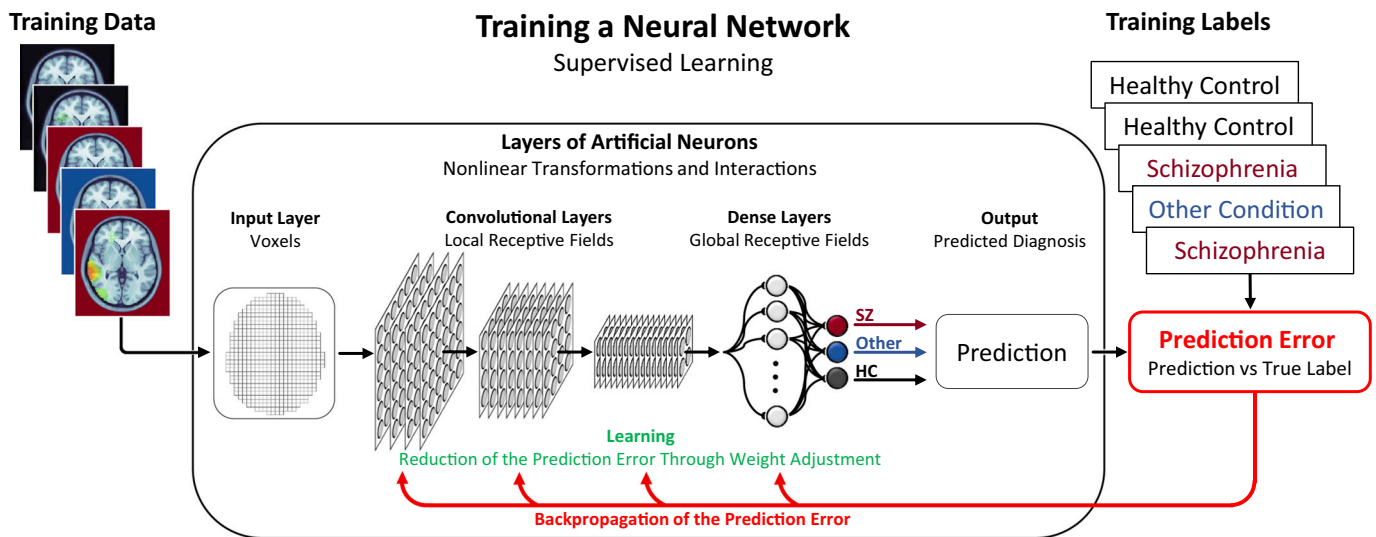 Training Data
Training a Neural Network
Supervised Learning
Training Labels
Healthy Control
Healthy Control
Schizophrenia
Other Condition
Schizophrenia
Layers of Artificial Neurons
Nonlinear Transformations and Interactions
Input Layer
Voxels
Convolutional Layers
Local Receptive Fields
Dense Layers
Global Receptive Fields
Output
Predicted Diagnosis
SZ
Other
HC
Prediction
Prediction Error
Prediction vs True Label
Learning
Reduction of the Prediction Error Through Weight Adjustment
Backpropagation of the Prediction Error